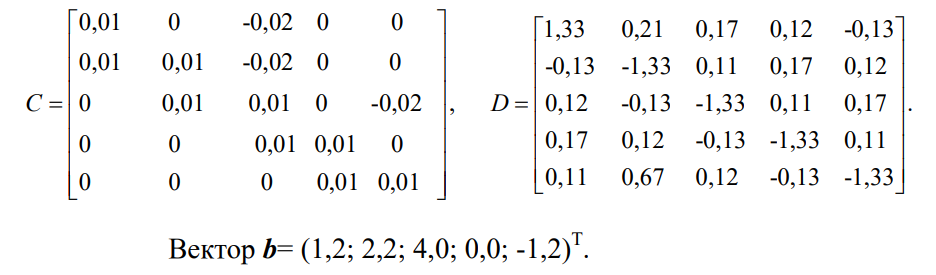 0,01 0 -0,02 0 0 1,33 0,21 0,17 0,12 -0,13
0,01 0,01 -0,02 0 0 -0,13 -1,33 0,11 0,17 0,12
C = 0 0,01 0,01 0 -0,02 , D = 0,12 -0,13 -1,33 0,11 0,17 .
0 0 0,01 0,01 0 0,17 0,12 -0,13 -1,33 0,11
0 0 0 0,01 0,01 0,11 0,67 0,12 -0,13 -1,33
Вектор b= (1,2; 2,2; 4,0; 0,0; -1,2)ᵀ.